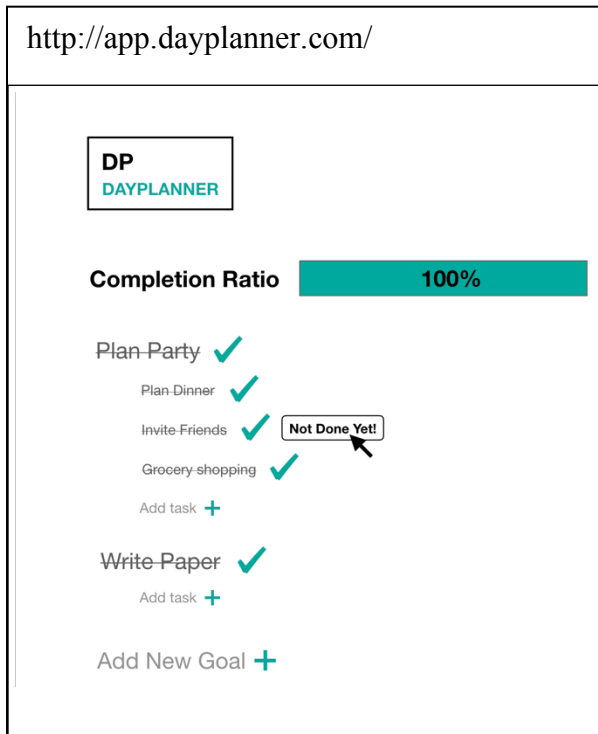 http://app.dayplanner.com/
DP
DAYPLANNER
Completion Ratio 100%
Plan Party
Plan Dinner
Invite Friends Not Done Yet!
Grocery shopping
Add task +
Write Paper
Add task +
Add New Goal +